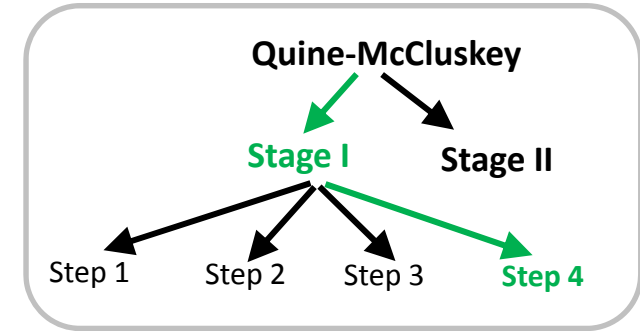 Quine-McCluskey
Stage I
Stage II
Step 1
Step 2
Step 3
Step 4